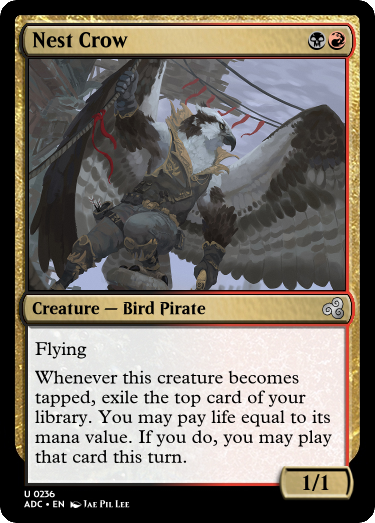 Nest Crow
Creature — Bird Pirate
Flying
Whenever this creature becomes
tapped, exile the top card of your
library. You may pay life equal to its
mana value. If you do, you may play
that card this turn.
1/1
U 0236
ADC • EN Jae Pil Lee